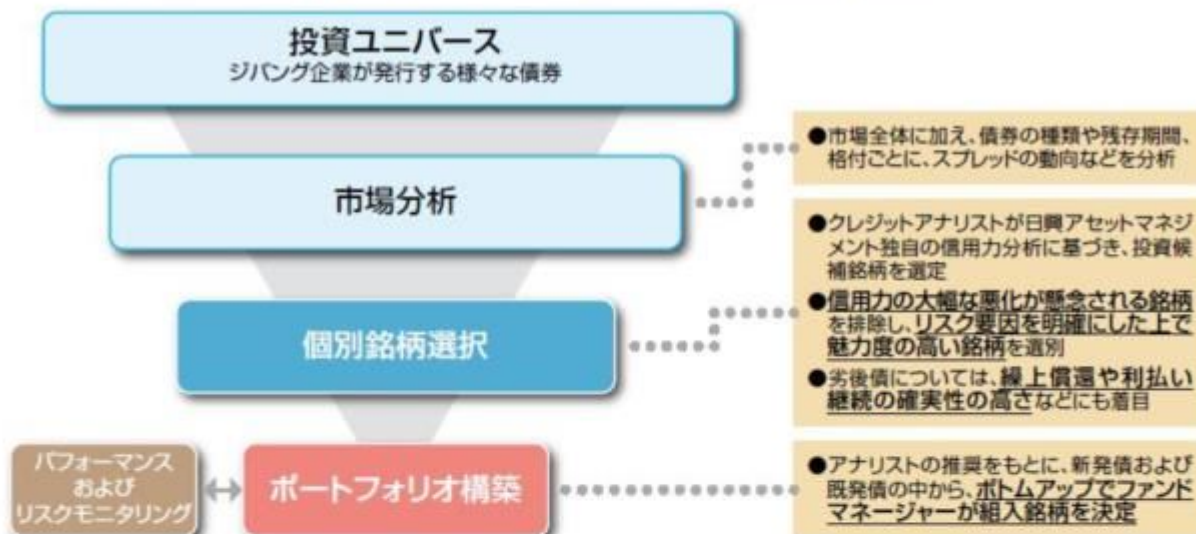 投資ユニバース
ジパング企業が発行する様々な債券
市場分析
●市場全体に加え、債券の種類や残存期間、
格付ごとに、スプレッドの動向などを分析
個別銘柄選択
●クレジットアナリストが日興アセットマネジ
メント独自の信用力分析に基づき、投資候
補銘柄を選定
●信用力の大幅な悪化が懸念される銘柄
を排除し、リスク要因を明確にした上で
魅力度の高い銘柄を選別
●劣後債については、繰上償還や利払い
継続の確実性の高さなどにも着目
パフォーマンス
および
リスクモニタリング
ポートフォリオ構築
●アナリストの推奨をもとに、新発債および
既発債の中から、ボトムアップでファンド
マネージャーが組入銘柄を決定